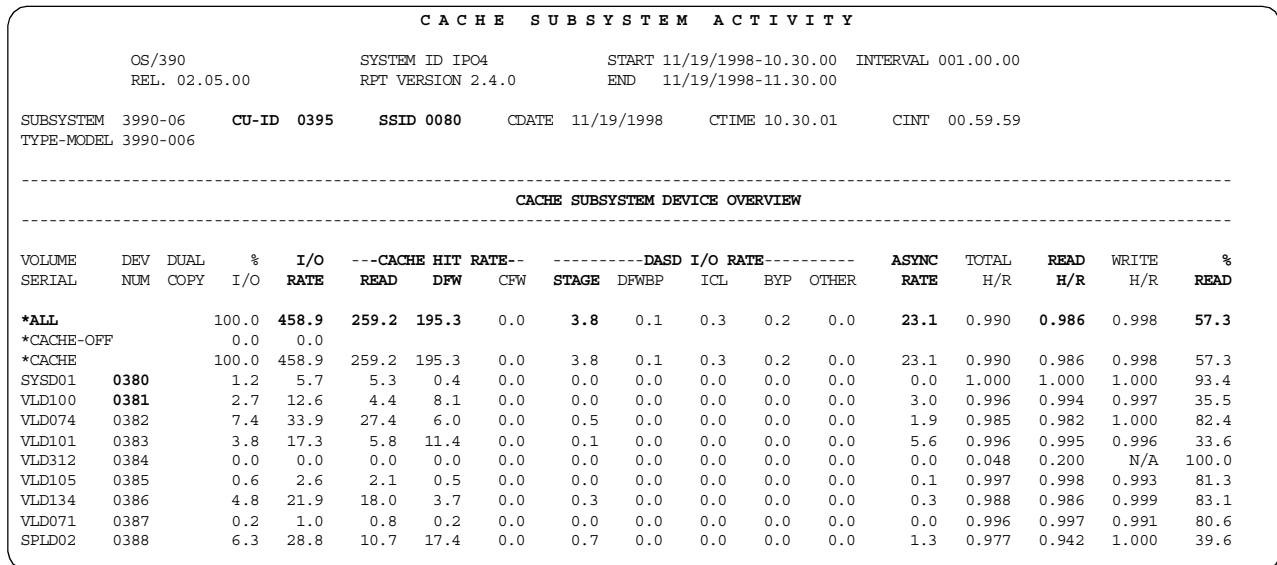 C A C H E   S U B S Y S T E M   A C T I V I T Y
OS/390   SYSTEM ID IPO4   START 11/19/1998-10.30.00   INTERVAL 001.00.00
REL. 02.05.00   RPT VERSION 2.4.0   END 11/19/1998-11.30.00
SUBSYSTEM 3990-06   CU-ID 0395   SSID 0080   CDATE 11/19/1998   CTIME 10.30.01   CINT 00.59.59
TYPE-MODEL 3990-006
------------------------------------------------------------------------------------------------------------------------------------
CACHE SUBSYSTEM DEVICE OVERVIEW
------------------------------------------------------------------------------------------------------------------------------------
VOLUME   DEV   DUAL   %   I/O   ---CACHE HIT RATE--   ----------DASD I/O RATE----------   ASYNC   TOTAL   READ   WRITE   %
SERIAL   NUM   COPY   I/O   RATE   READ   DFW   CFW   STAGE   DFWBP   ICL   BYP   OTHER   RATE   H/R   H/R   H/R   READ
*ALL   100.0   458.9   259.2   195.3   0.0   3.8   0.1   0.3   0.2   0.0   23.1   0.990   0.986   0.998   57.3
*CACHE-OFF   0.0   0.0
*CACHE   100.0   458.9   259.2   195.3   0.0   3.8   0.1   0.3   0.2   0.0   23.1   0.990   0.986   0.998   57.3
SYSD01   0380   1.2   5.7   5.3   0.4   0.0   0.0   0.0   0.0   0.0   0.0   0.0   1.000   1.000   1.000   93.4
VLD100   0381   2.7   12.6   4.4   8.1   0.0   0.0   0.0   0.0   0.0   0.0   3.0   0.996   0.994   0.997   35.5
VLD074   0382   7.4   33.9   27.4   6.0   0.0   0.5   0.0   0.0   0.0   0.0   1.9   0.985   0.982   1.000   82.4
VLD101   0383   3.8   17.3   5.8   11.4   0.0   0.1   0.0   0.0   0.0   0.0   5.6   0.996   0.995   0.996   33.6
VLD312   0384   0.0   0.0   0.0   0.0   0.0   0.0   0.0   0.0   0.0   0.0   0.0   0.048   0.200   N/A   100.0
VLD105   0385   0.6   2.6   2.1   0.5   0.0   0.0   0.0   0.0   0.0   0.0   0.1   0.997   0.998   0.993   81.3
VLD134   0386   4.8   21.9   18.0   3.7   0.0   0.3   0.0   0.0   0.0   0.0   0.3   0.988   0.986   0.999   83.1
VLD071   0387   0.2   1.0   0.8   0.2   0.0   0.0   0.0   0.0   0.0   0.0   0.0   0.996   0.997   0.991   80.6
SPLD02   0388   6.3   28.8   10.7   17.4   0.0   0.7   0.0   0.0   0.0   0.0   1.3   0.977   0.942   1.000   39.6